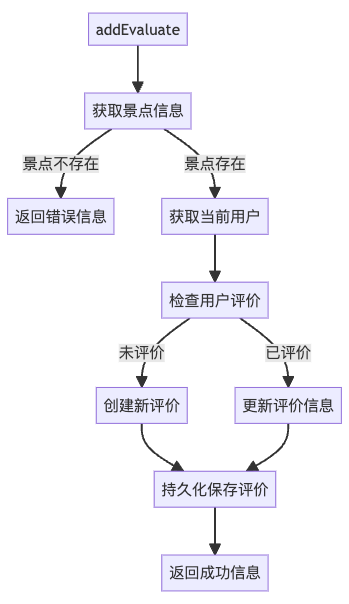 addEvaluate
获取景点信息
景点不存在
景点存在
返回错误信息
获取当前用户
检查用户评价
未评价
已评价
创建新评价
更新评价信息
持久化保存评价
返回成功信息